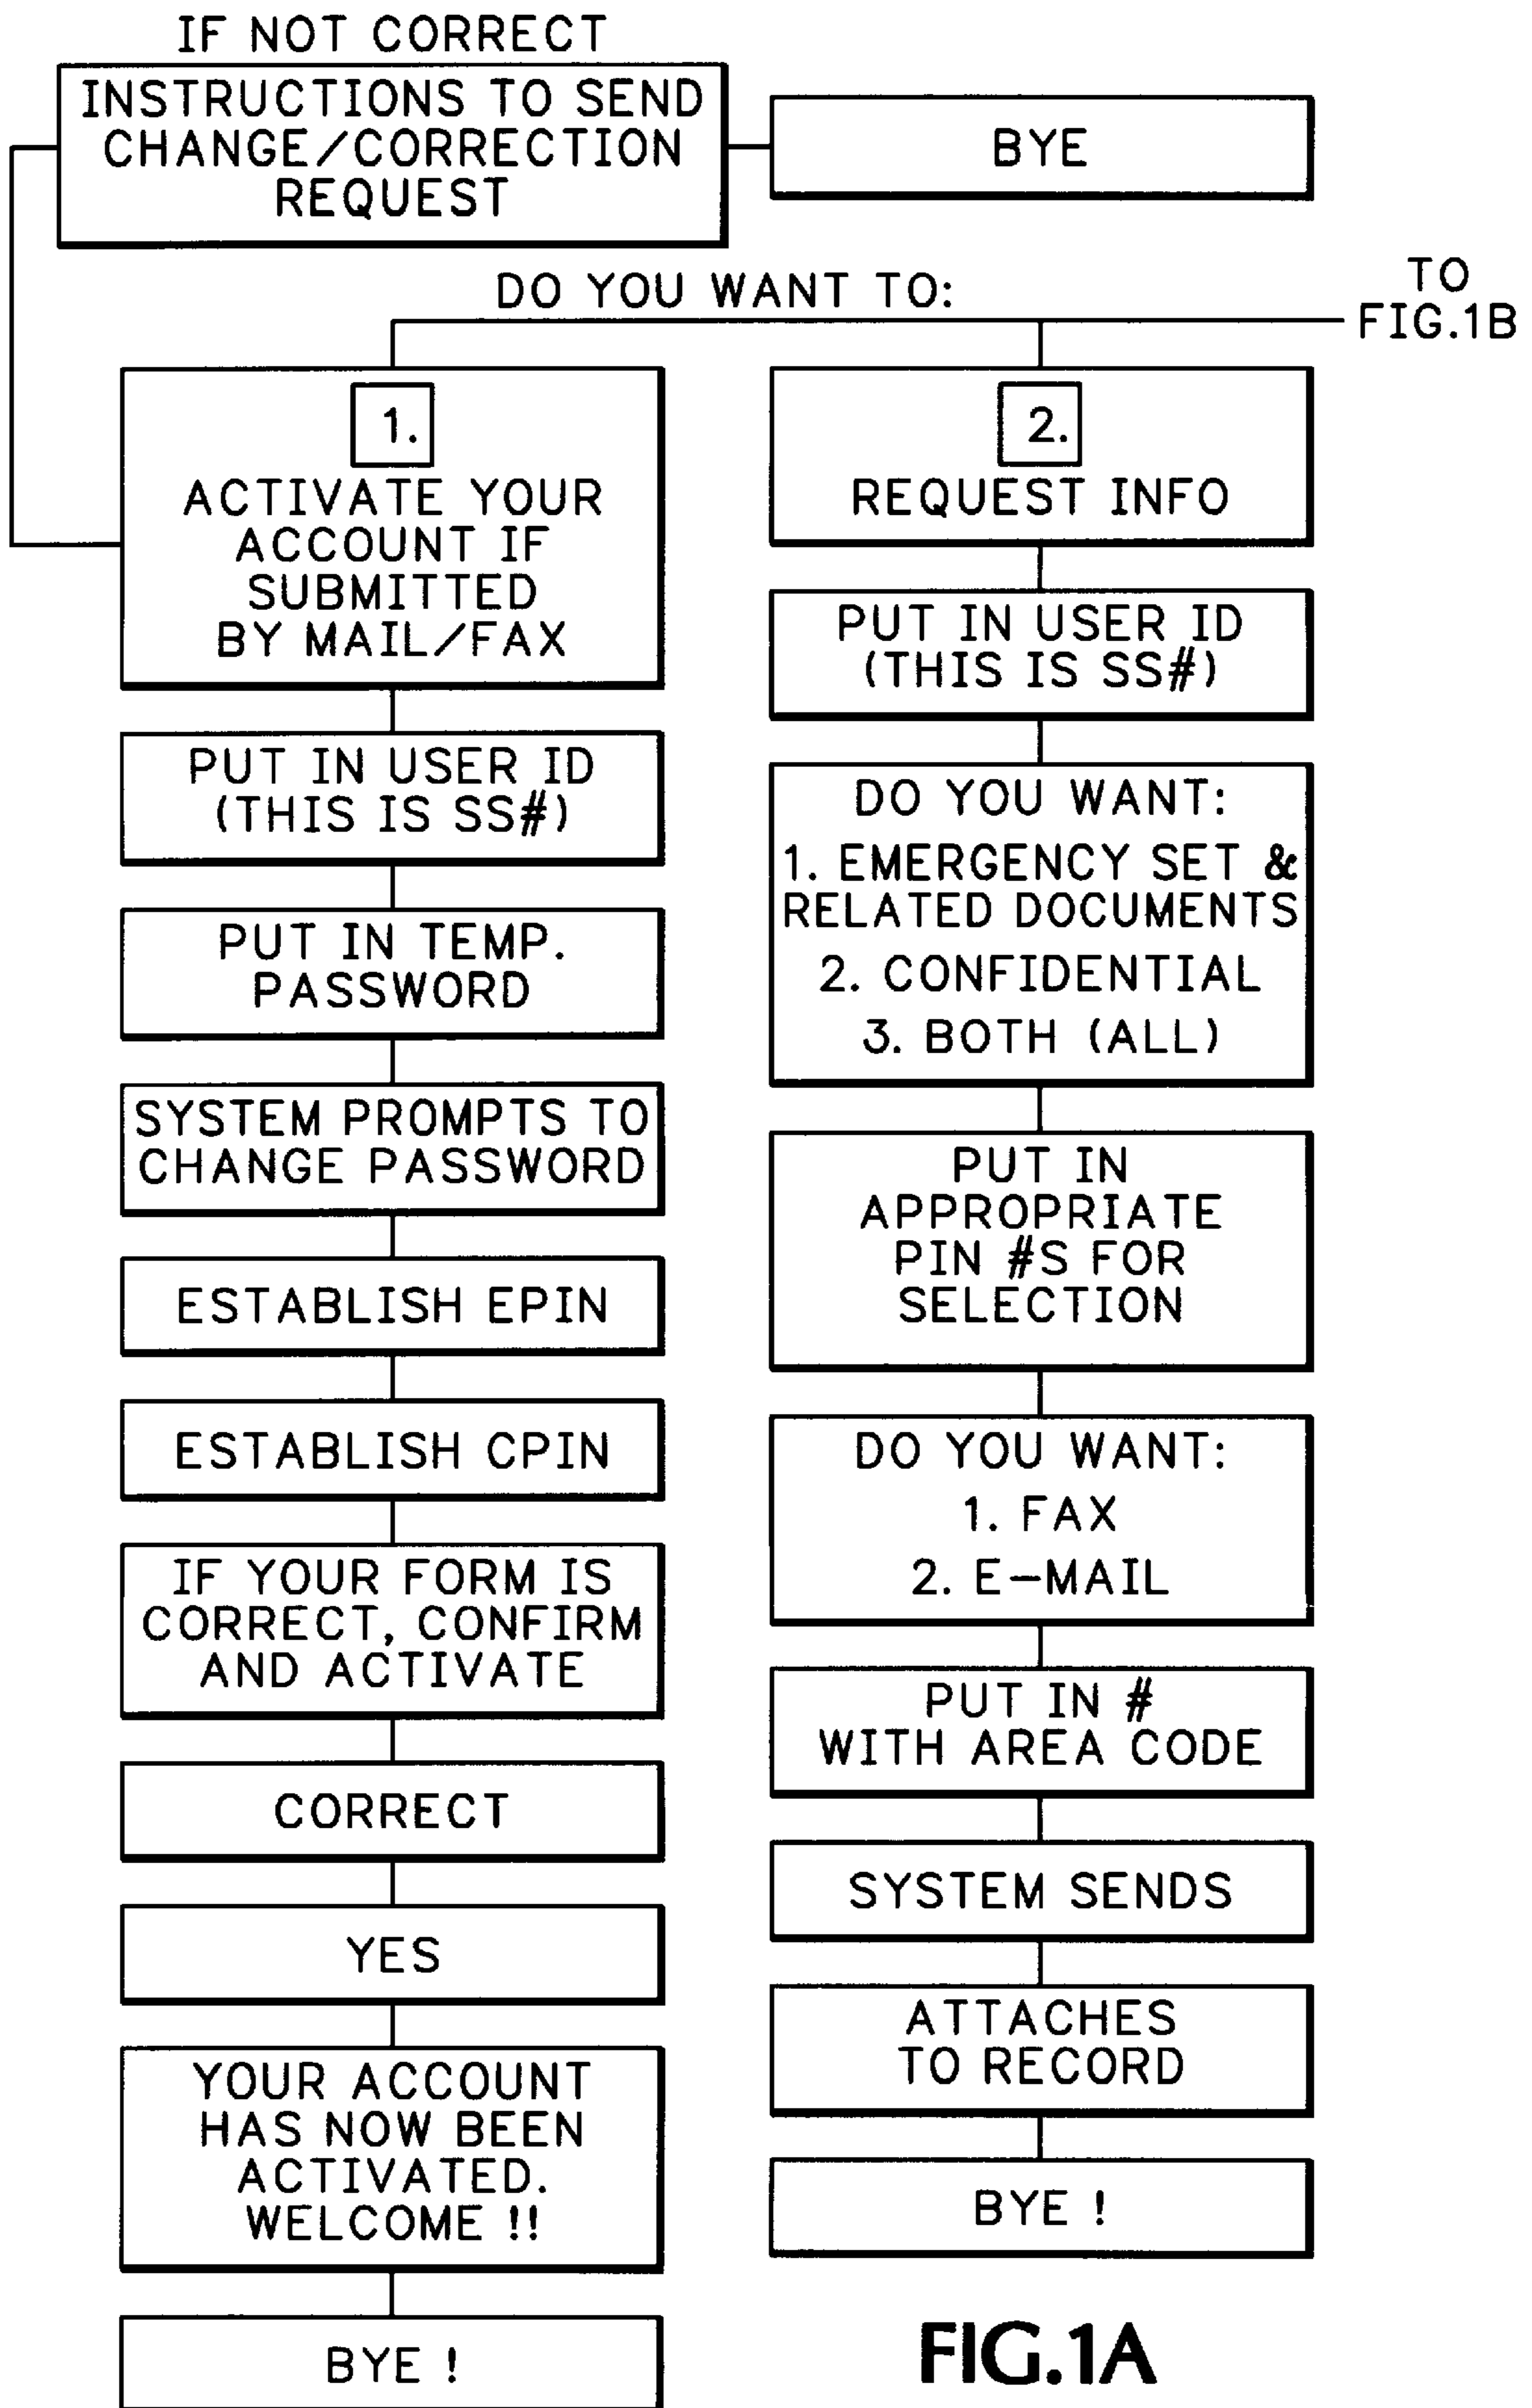 IF NOT CORRECT
INSTRUCTIONS TO SEND
CHANGE/CORRECTION
REQUEST
BYE
DO YOU WANT TO:
TO
FIG.1B
1.
ACTIVATE YOUR
ACCOUNT IF
SUBMITTED
BY MAIL/FAX
PUT IN USER ID
(THIS IS SS#)
PUT IN TEMP.
PASSWORD
SYSTEM PROMPTS TO
CHANGE PASSWORD
ESTABLISH EPIN
ESTABLISH CPIN
IF YOUR FORM IS
CORRECT, CONFIRM
AND ACTIVATE
CORRECT
YES
YOUR ACCOUNT
HAS NOW BEEN
ACTIVATED.
WELCOME !!
BYE !
2.
REQUEST INFO
PUT IN USER ID
(THIS IS SS#)
DO YOU WANT:
1. EMERGENCY SET &
RELATED DOCUMENTS
2. CONFIDENTIAL
3. BOTH (ALL)
PUT IN
APPROPRIATE
PIN #S FOR
SELECTION
DO YOU WANT:
1. FAX
2. E-MAIL
PUT IN #
WITH AREA CODE
SYSTEM SENDS
ATTACHES
TO RECORD
BYE !
FIG.1A